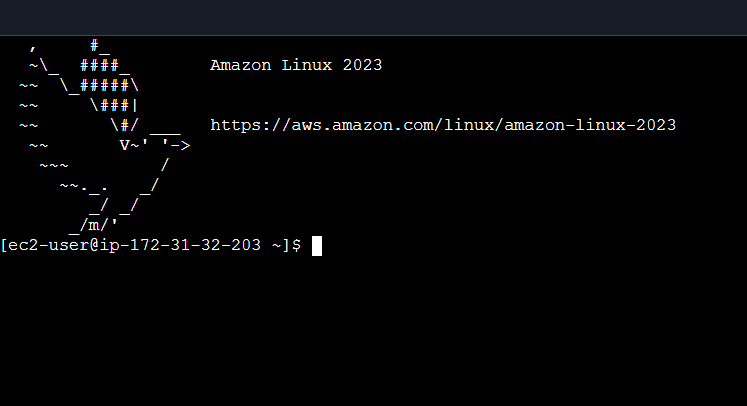 ,     #_
   ~\_  ####_        Amazon Linux 2023
  ~~  \_#####\
  ~~     \###|
  ~~       \#/ ___   https://aws.amazon.com/linux/amazon-linux-2023
   ~~       V~' '->
    ~~~         /
      ~~._.   _/
         _/ _/
       _/m/'
[ec2-user@ip-172-31-32-203 ~]$